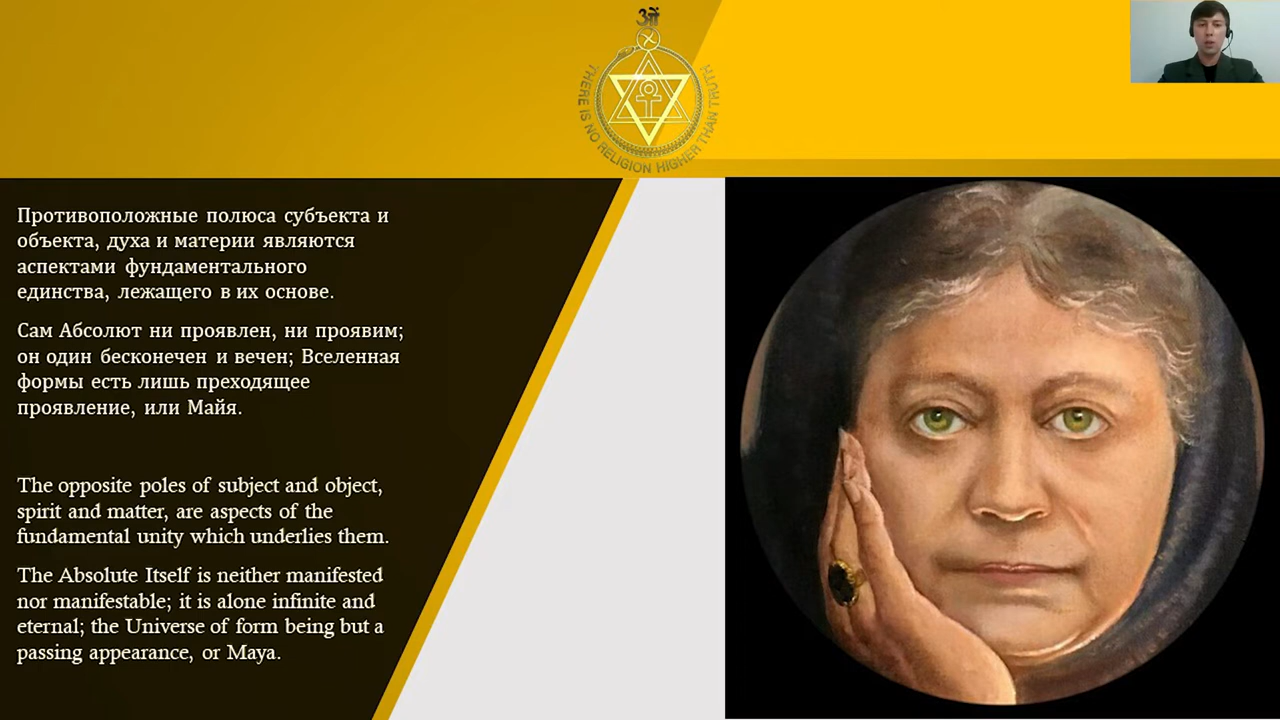 ओं
THERE IS NO RELIGION HIGHER THAN TRUTH
Противоположные полюса субъекта и
объекта, духа и материи являются
аспектами фундаментального
единства, лежащего в их основе.
Сам Абсолют ни проявлен, ни проявим;
он один бесконечен и вечен; Вселенная
формы есть лишь преходящее
проявление, или Майя.
The opposite poles of subject and object,
spirit and matter, are aspects of the
fundamental unity which underlies them.
The Absolute Itself is neither manifested
nor manifestable; it is alone infinite and
eternal; the Universe of form being but a
passing appearance, or Maya.